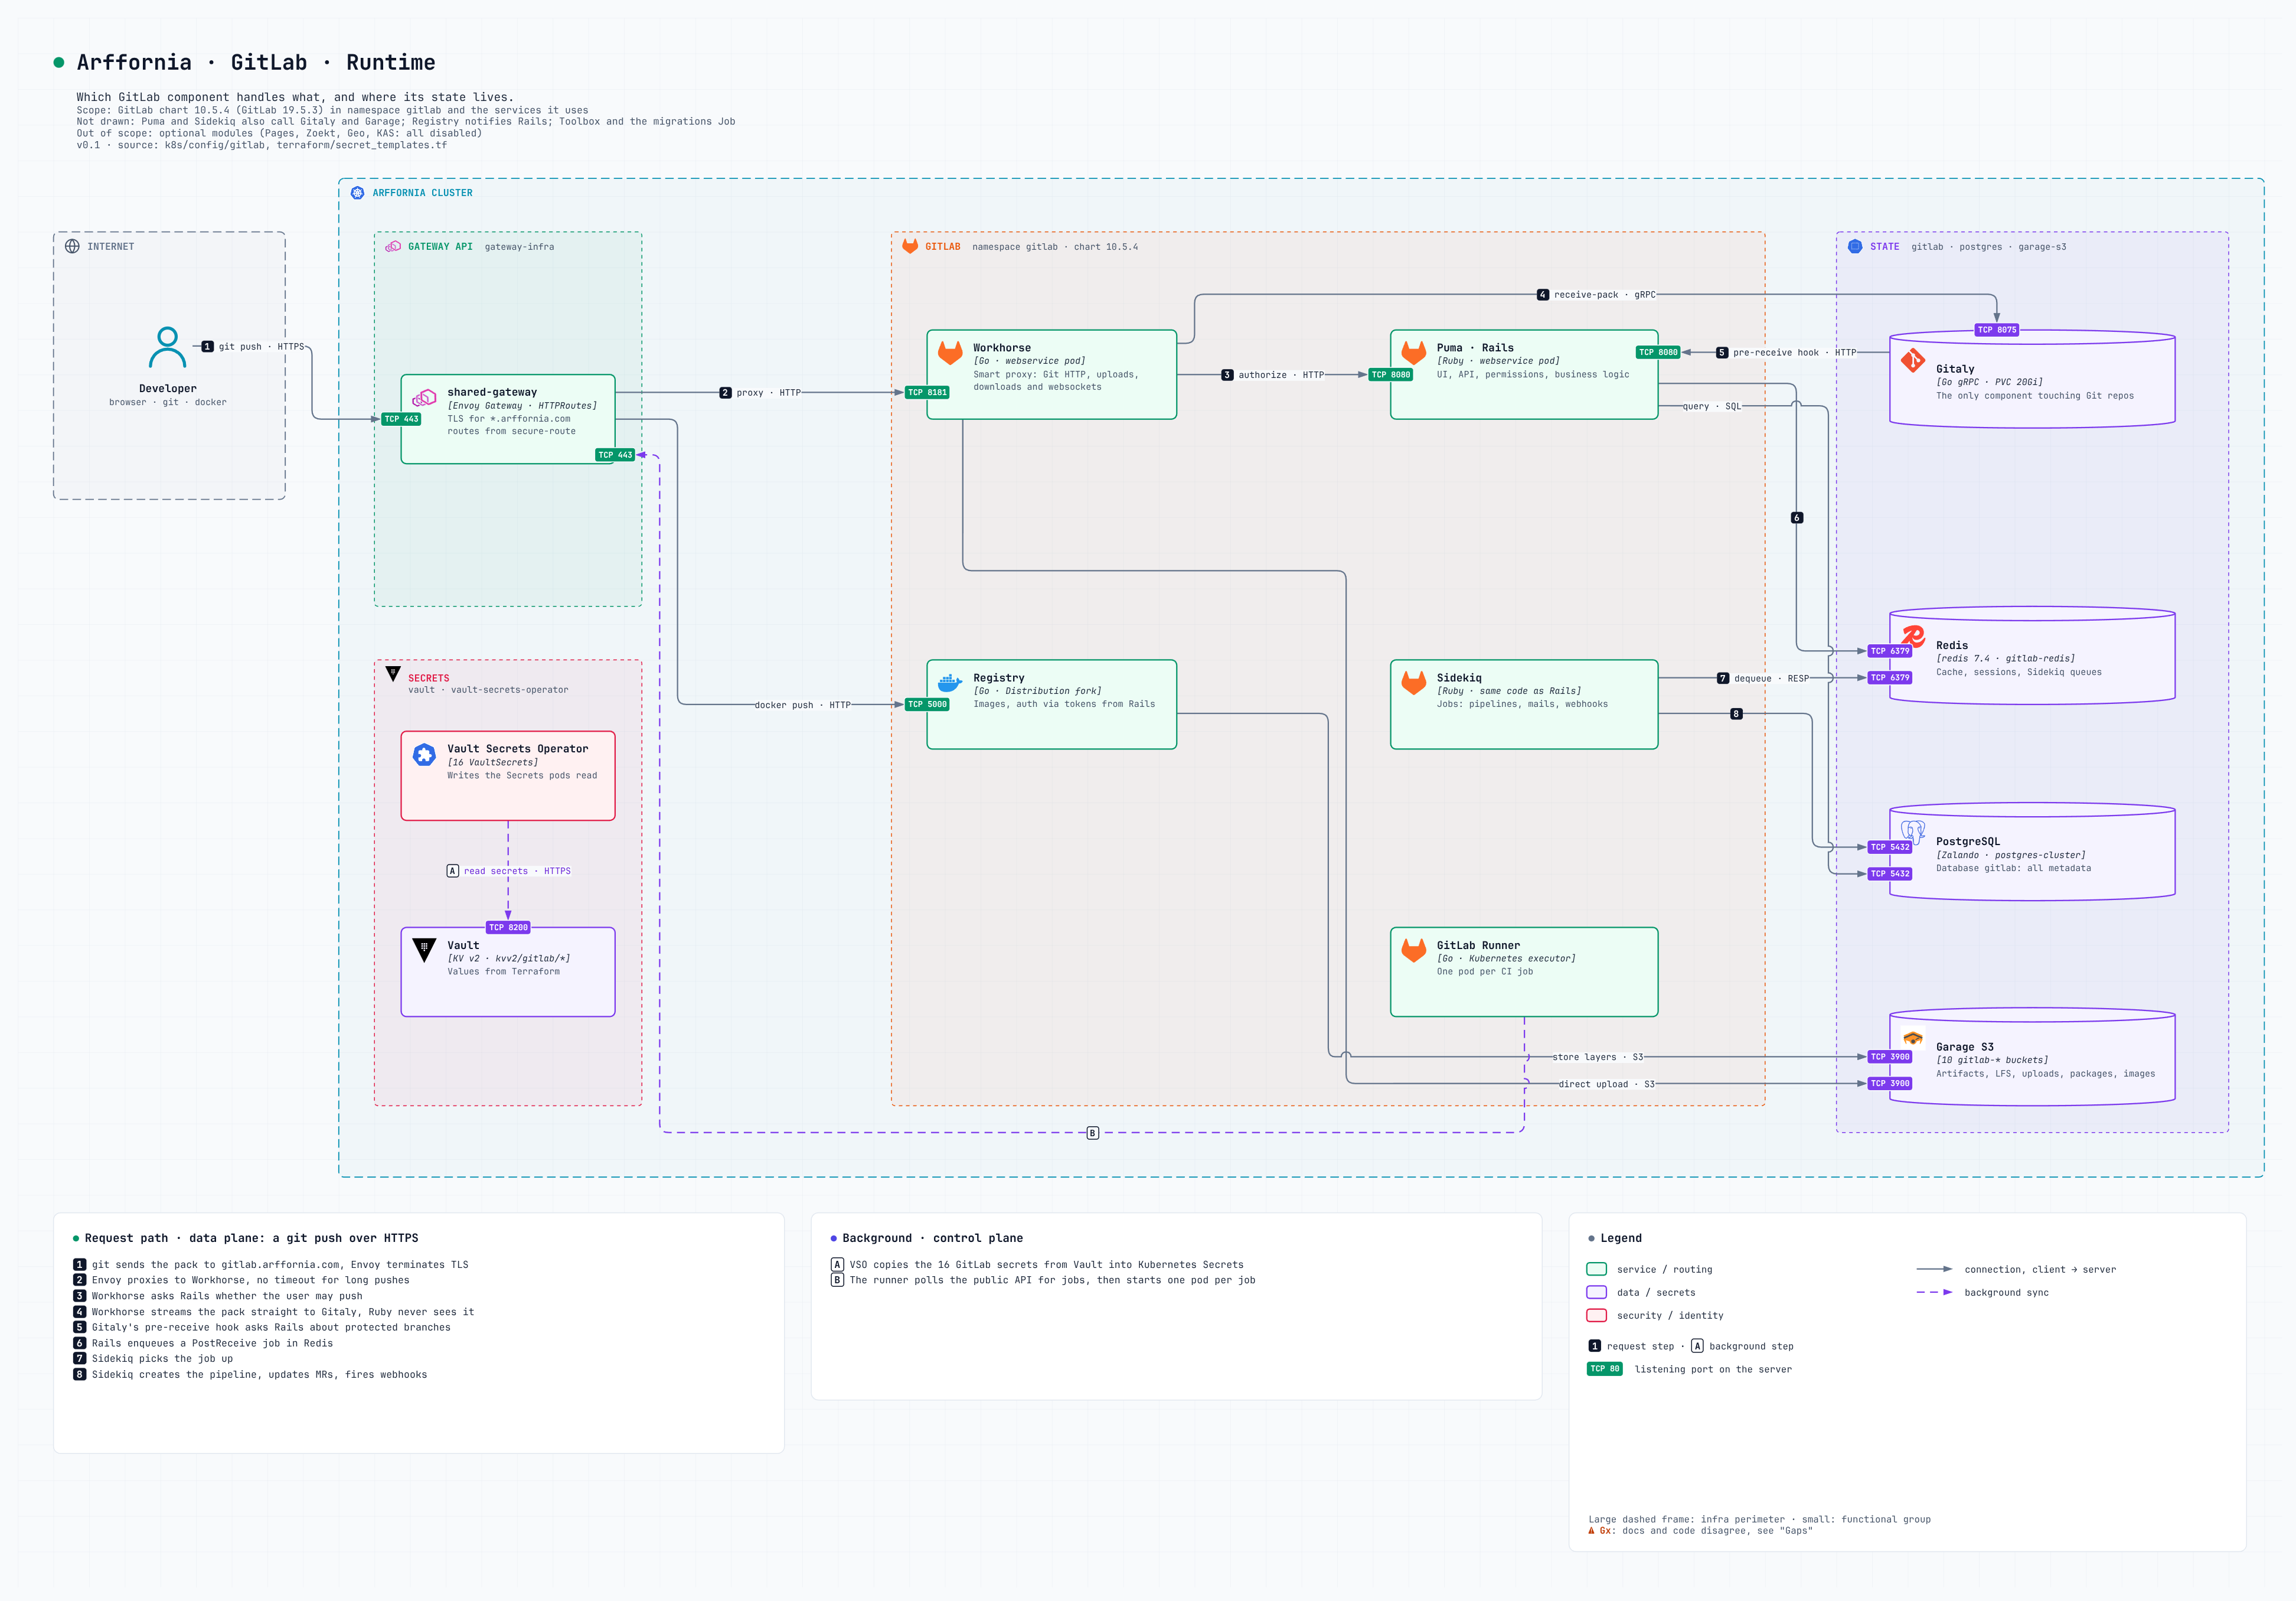 Arffornia · GitLab · Runtime
Which GitLab component handles what, and where its state lives.
Scope: GitLab chart 10.5.4 (GitLab 19.5.3) in namespace gitlab and the services it uses
Not drawn: Puma and Sidekiq also call Gitaly and Garage; Registry notifies Rails; Toolbox and the migrations Job
Out of scope: optional modules (Pages, Zoekt, Geo, KAS: all disabled)
v0.1 · source: k8s/config/gitlab, terraform/secret_templates.tf
ARFFORNIA CLUSTER
INTERNET
1 git push · HTTPS
Developer
browser · git · docker
GATEWAY API gateway-infra
shared-gateway
[Envoy Gateway · HTTPRoutes]
TLS for *.arffornia.com
routes from secure-route
TCP 443
TCP 443
2 proxy · HTTP
docker push · HTTP
SECRETS
vault · vault-secrets-operator
Vault Secrets Operator
[16 VaultSecrets]
Writes the Secrets pods read
A read secrets · HTTPS
TCP 8200
Vault
[KV v2 · kvv2/gitlab/*]
Values from Terraform
GITLAB namespace gitlab · chart 10.5.4
4 receive-pack · gRPC
TCP 8181
Workhorse
[Go · webservice pod]
Smart proxy: Git HTTP, uploads,
downloads and websockets
3 authorize · HTTP
TCP 8080
Puma · Rails
[Ruby · webservice pod]
UI, API, permissions, business logic
TCP 8080
5 pre-receive hook · HTTP
query · SQL
6
TCP 5000
Registry
[Go · Distribution fork]
Images, auth via tokens from Rails
Sidekiq
[Ruby · same code as Rails]
Jobs: pipelines, mails, webhooks
7 dequeue · RESP
8
GitLab Runner
[Go · Kubernetes executor]
One pod per CI job
store layers · S3
direct upload · S3
B
STATE gitlab · postgres · garage-s3
TCP 8075
Gitaly
[Go gRPC · PVC 20Gi]
The only component touching Git repos
TCP 6379
TCP 6379
Redis
[redis 7.4 · gitlab-redis]
Cache, sessions, Sidekiq queues
TCP 5432
TCP 5432
PostgreSQL
[Zalando · postgres-cluster]
Database gitlab: all metadata
TCP 3900
TCP 3900
Garage S3
[10 gitlab-* buckets]
Artifacts, LFS, uploads, packages, images
Request path · data plane: a git push over HTTPS
1 git sends the pack to gitlab.arffornia.com, Envoy terminates TLS
2 Envoy proxies to Workhorse, no timeout for long pushes
3 Workhorse asks Rails whether the user may push
4 Workhorse streams the pack straight to Gitaly, Ruby never sees it
5 Gitaly's pre-receive hook asks Rails about protected branches
6 Rails enqueues a PostReceive job in Redis
7 Sidekiq picks the job up
8 Sidekiq creates the pipeline, updates MRs, fires webhooks
Background · control plane
A VSO copies the 16 GitLab secrets from Vault into Kubernetes Secrets
B The runner polls the public API for jobs, then starts one pod per job
Legend
service / routing
connection, client → server
data / secrets
background sync
security / identity
1 request step · A background step
TCP 80 listening port on the server
Large dashed frame: infra perimeter · small: functional group
Gx: docs and code disagree, see "Gaps"